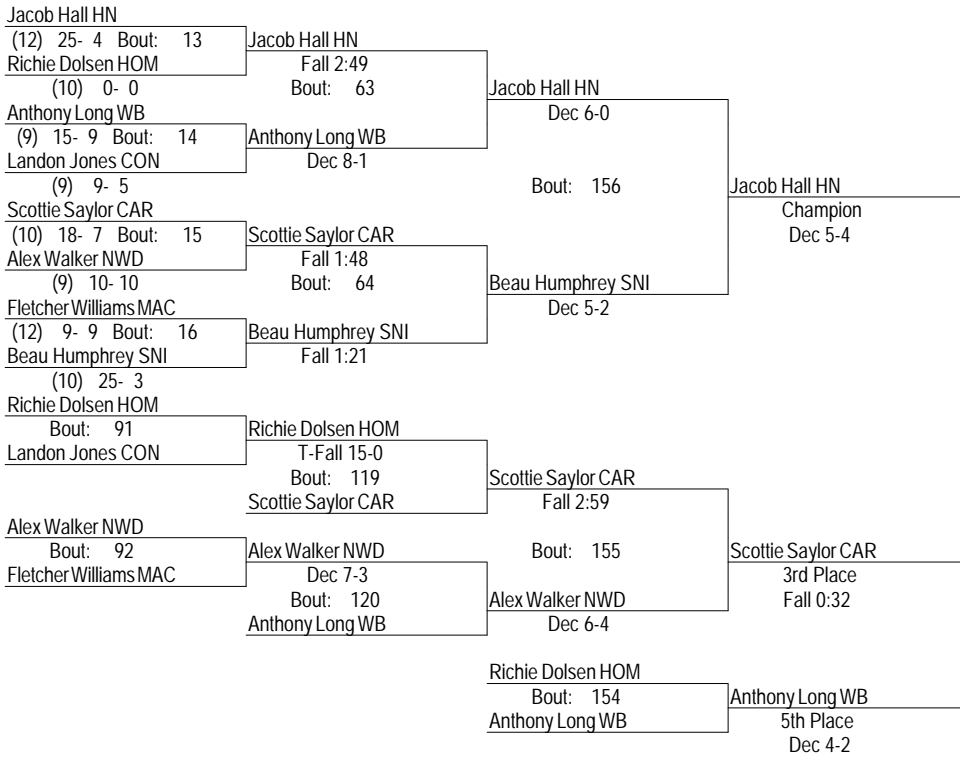 Jacob Hall HN
(12) 25- 4 Bout: 13 Jacob Hall HN
Richie Dolsen HOM Fall 2:49
(10) 0- 0 Bout: 63 Jacob Hall HN
Anthony Long WB Dec 6-0
(9) 15- 9 Bout: 14 Anthony Long WB
Landon Jones CON Dec 8-1
(9) 9- 5 Bout: 156 Jacob Hall HN
Scottie Saylor CAR Champion
(10) 18- 7 Bout: 15 Scottie Saylor CAR Dec 5-4
Alex Walker NWD Fall 1:48
(9) 10- 10 Bout: 64 Beau Humphrey SNI
Fletcher Williams MAC Dec 5-2
(12) 9- 9 Bout: 16 Beau Humphrey SNI
Beau Humphrey SNI Fall 1:21
(10) 25- 3
Richie Dolsen HOM
Bout: 91 Richie Dolsen HOM
Landon Jones CON T-Fall 15-0
Bout: 119 Scottie Saylor CAR
Scottie Saylor CAR Fall 2:59
Alex Walker NWD
Bout: 92 Alex Walker NWD Bout: 155 Scottie Saylor CAR
Fletcher Williams MAC Dec 7-3 3rd Place
Bout: 120 Alex Walker NWD Fall 0:32
Anthony Long WB Dec 6-4
Richie Dolsen HOM
Bout: 154 Anthony Long WB
Anthony Long WB 5th Place
Dec 4-2